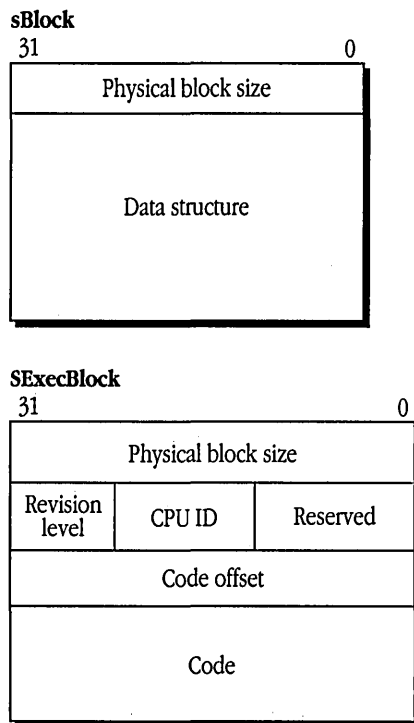 sBlock
31 0
Physical block size
Data structure
SExecBlock
31 0
Physical block size
Revision level CPU ID Reserved
Code offset
Code